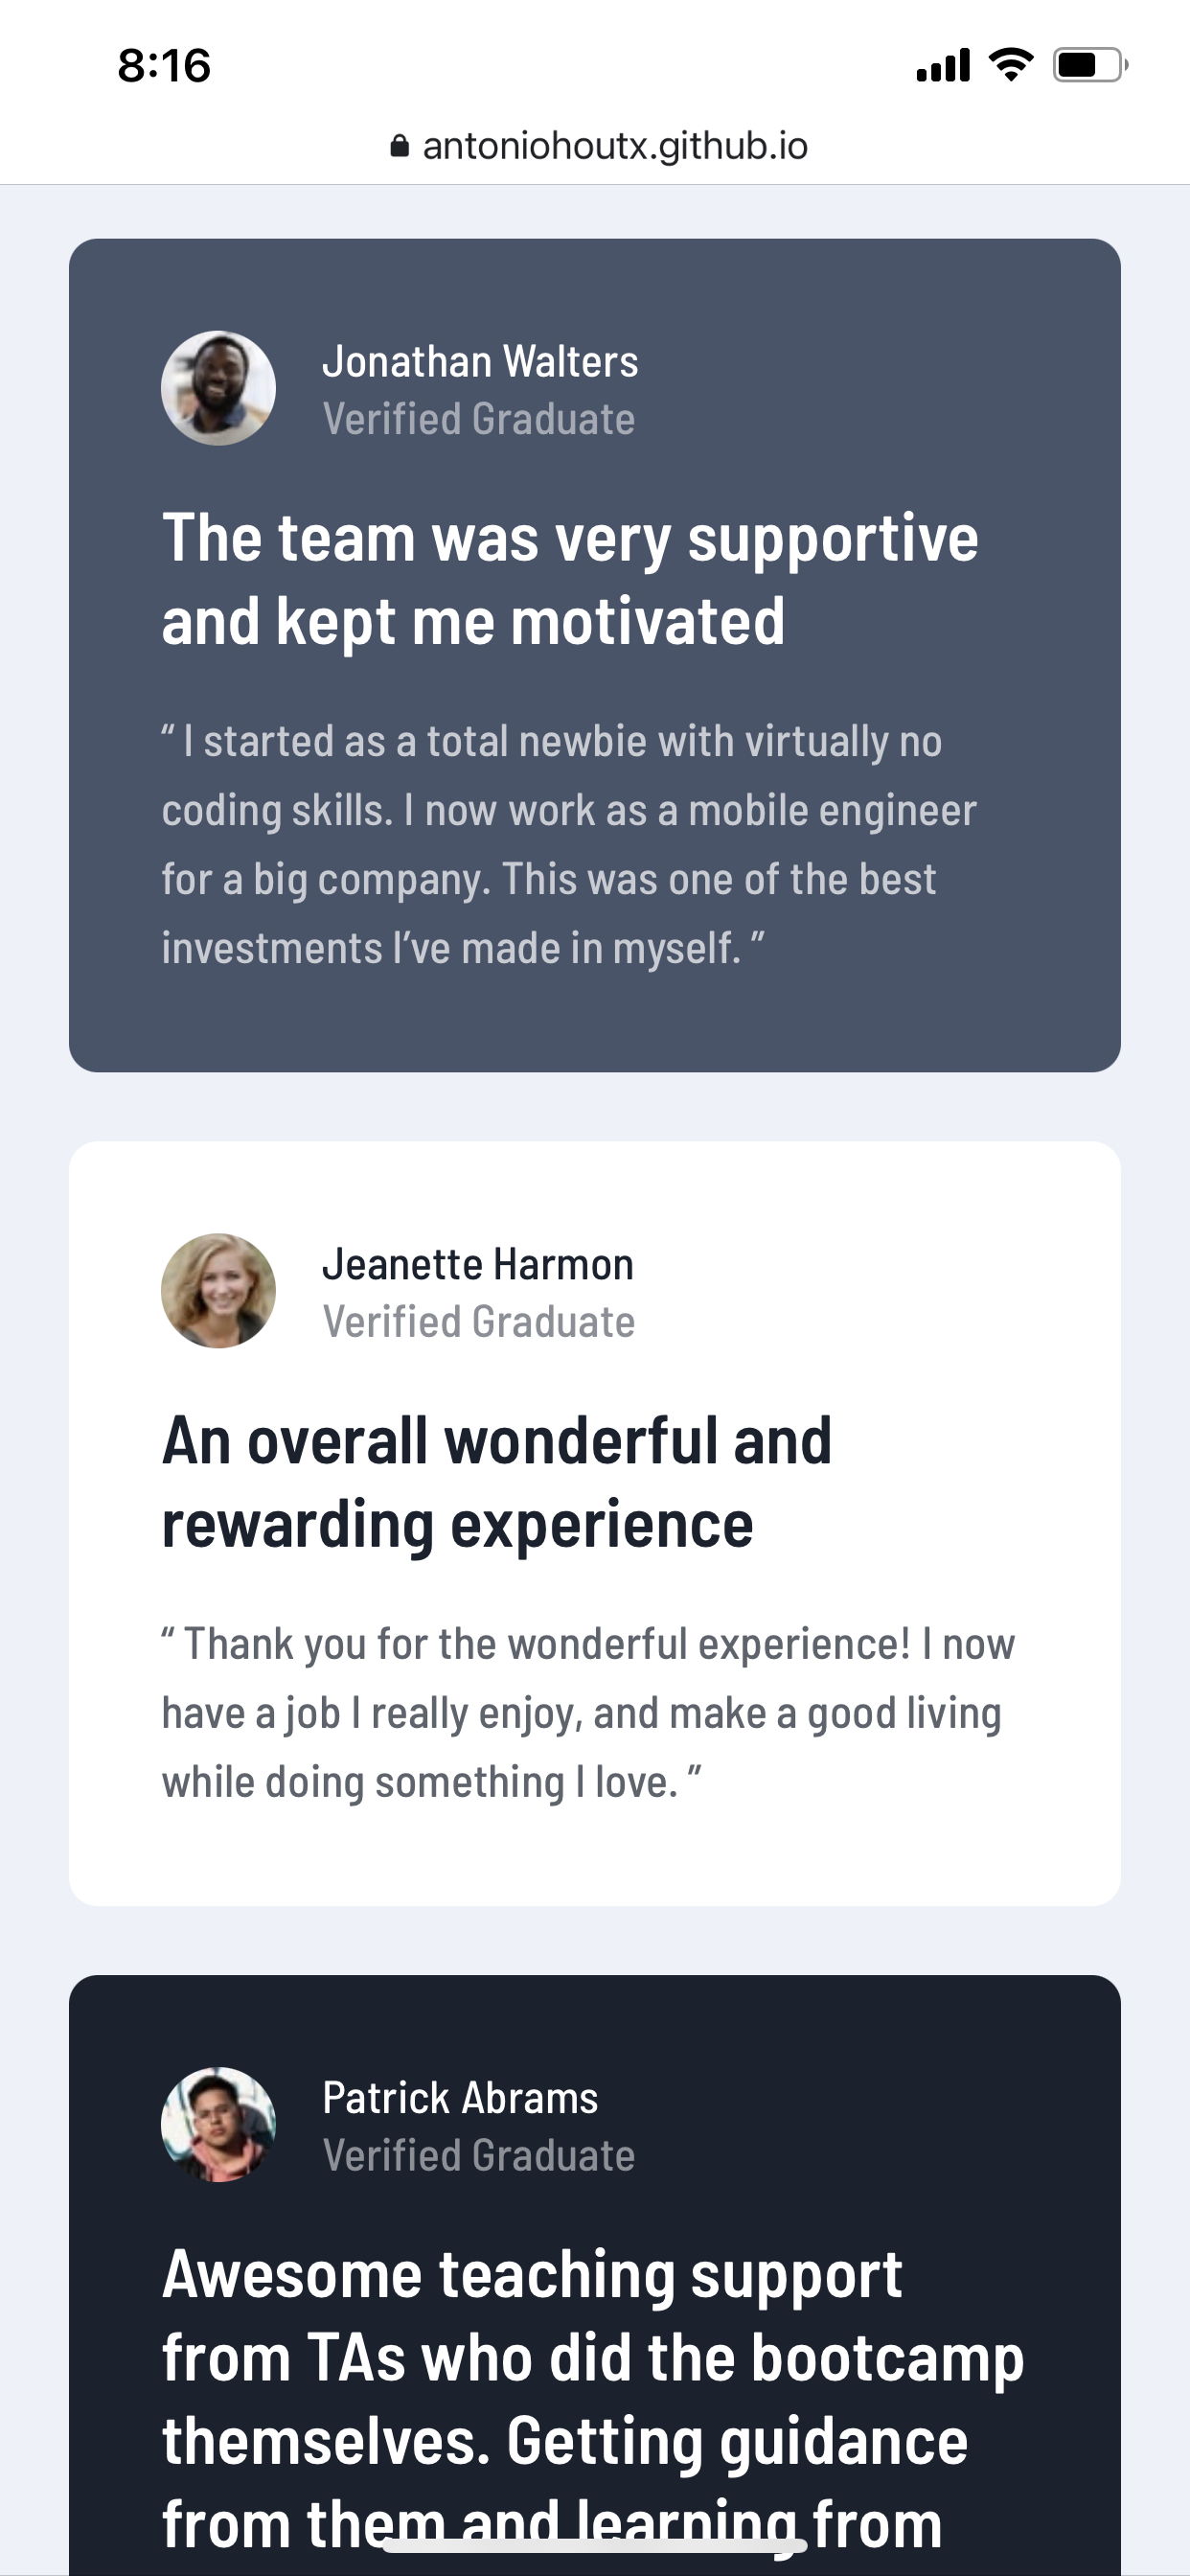 8:16
antoniohoutx.github.io
Jonathan Walters
Verified Graduate
The team was very supportive
and kept me motivated
“ I started as a total newbie with virtually no
coding skills. I now work as a mobile engineer
for a big company. This was one of the best
investments I’ve made in myself. ”
Jeanette Harmon
Verified Graduate
An overall wonderful and
rewarding experience
“ Thank you for the wonderful experience! I now
have a job I really enjoy, and make a good living
while doing something I love. ”
Patrick Abrams
Verified Graduate
Awesome teaching support
from TAs who did the bootcamp
themselves. Getting guidance
from them and learning from